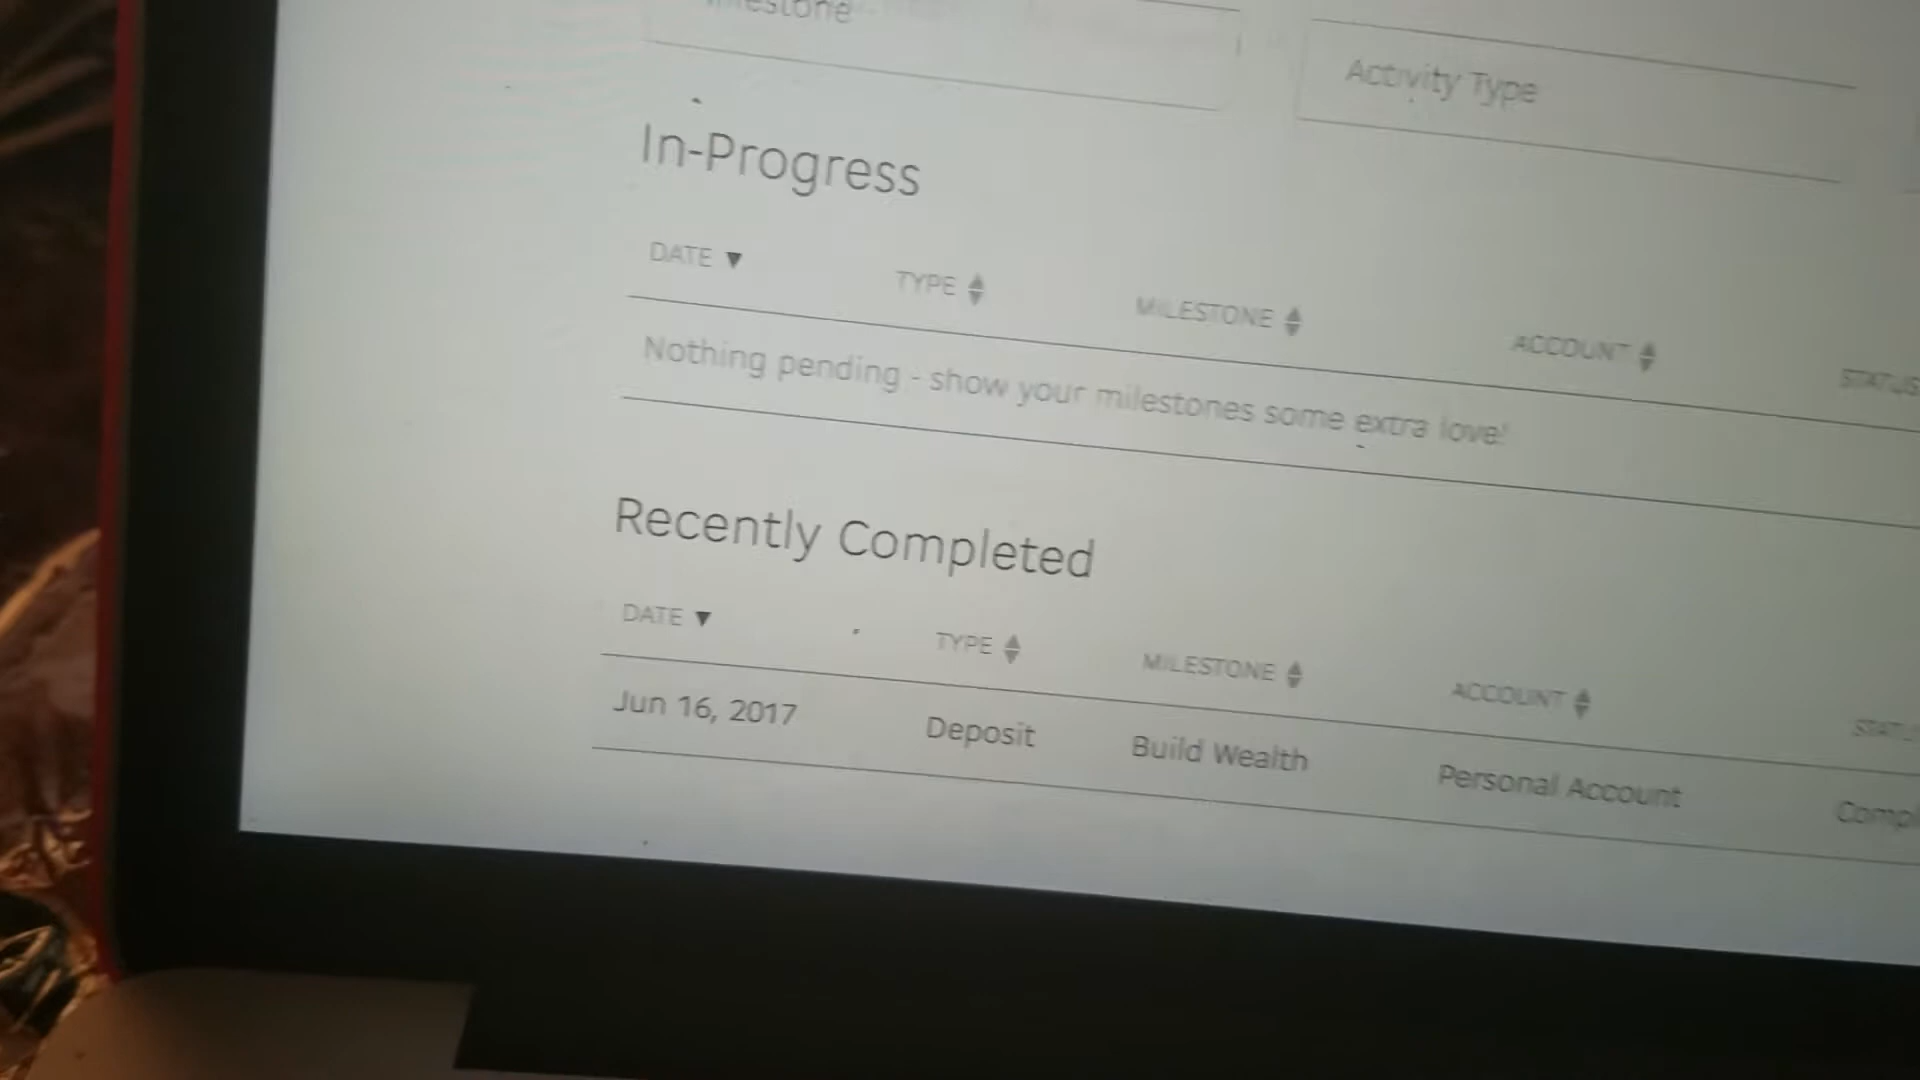 Activity Type
In-Progress
DATE TYPE MILESTONE ACCOUNT STATUS
Nothing pending - show your milestones some extra love!
Recently Completed
DATE TYPE MILESTONE ACCOUNT
Jun 16, 2017 Deposit Build Wealth Personal Account